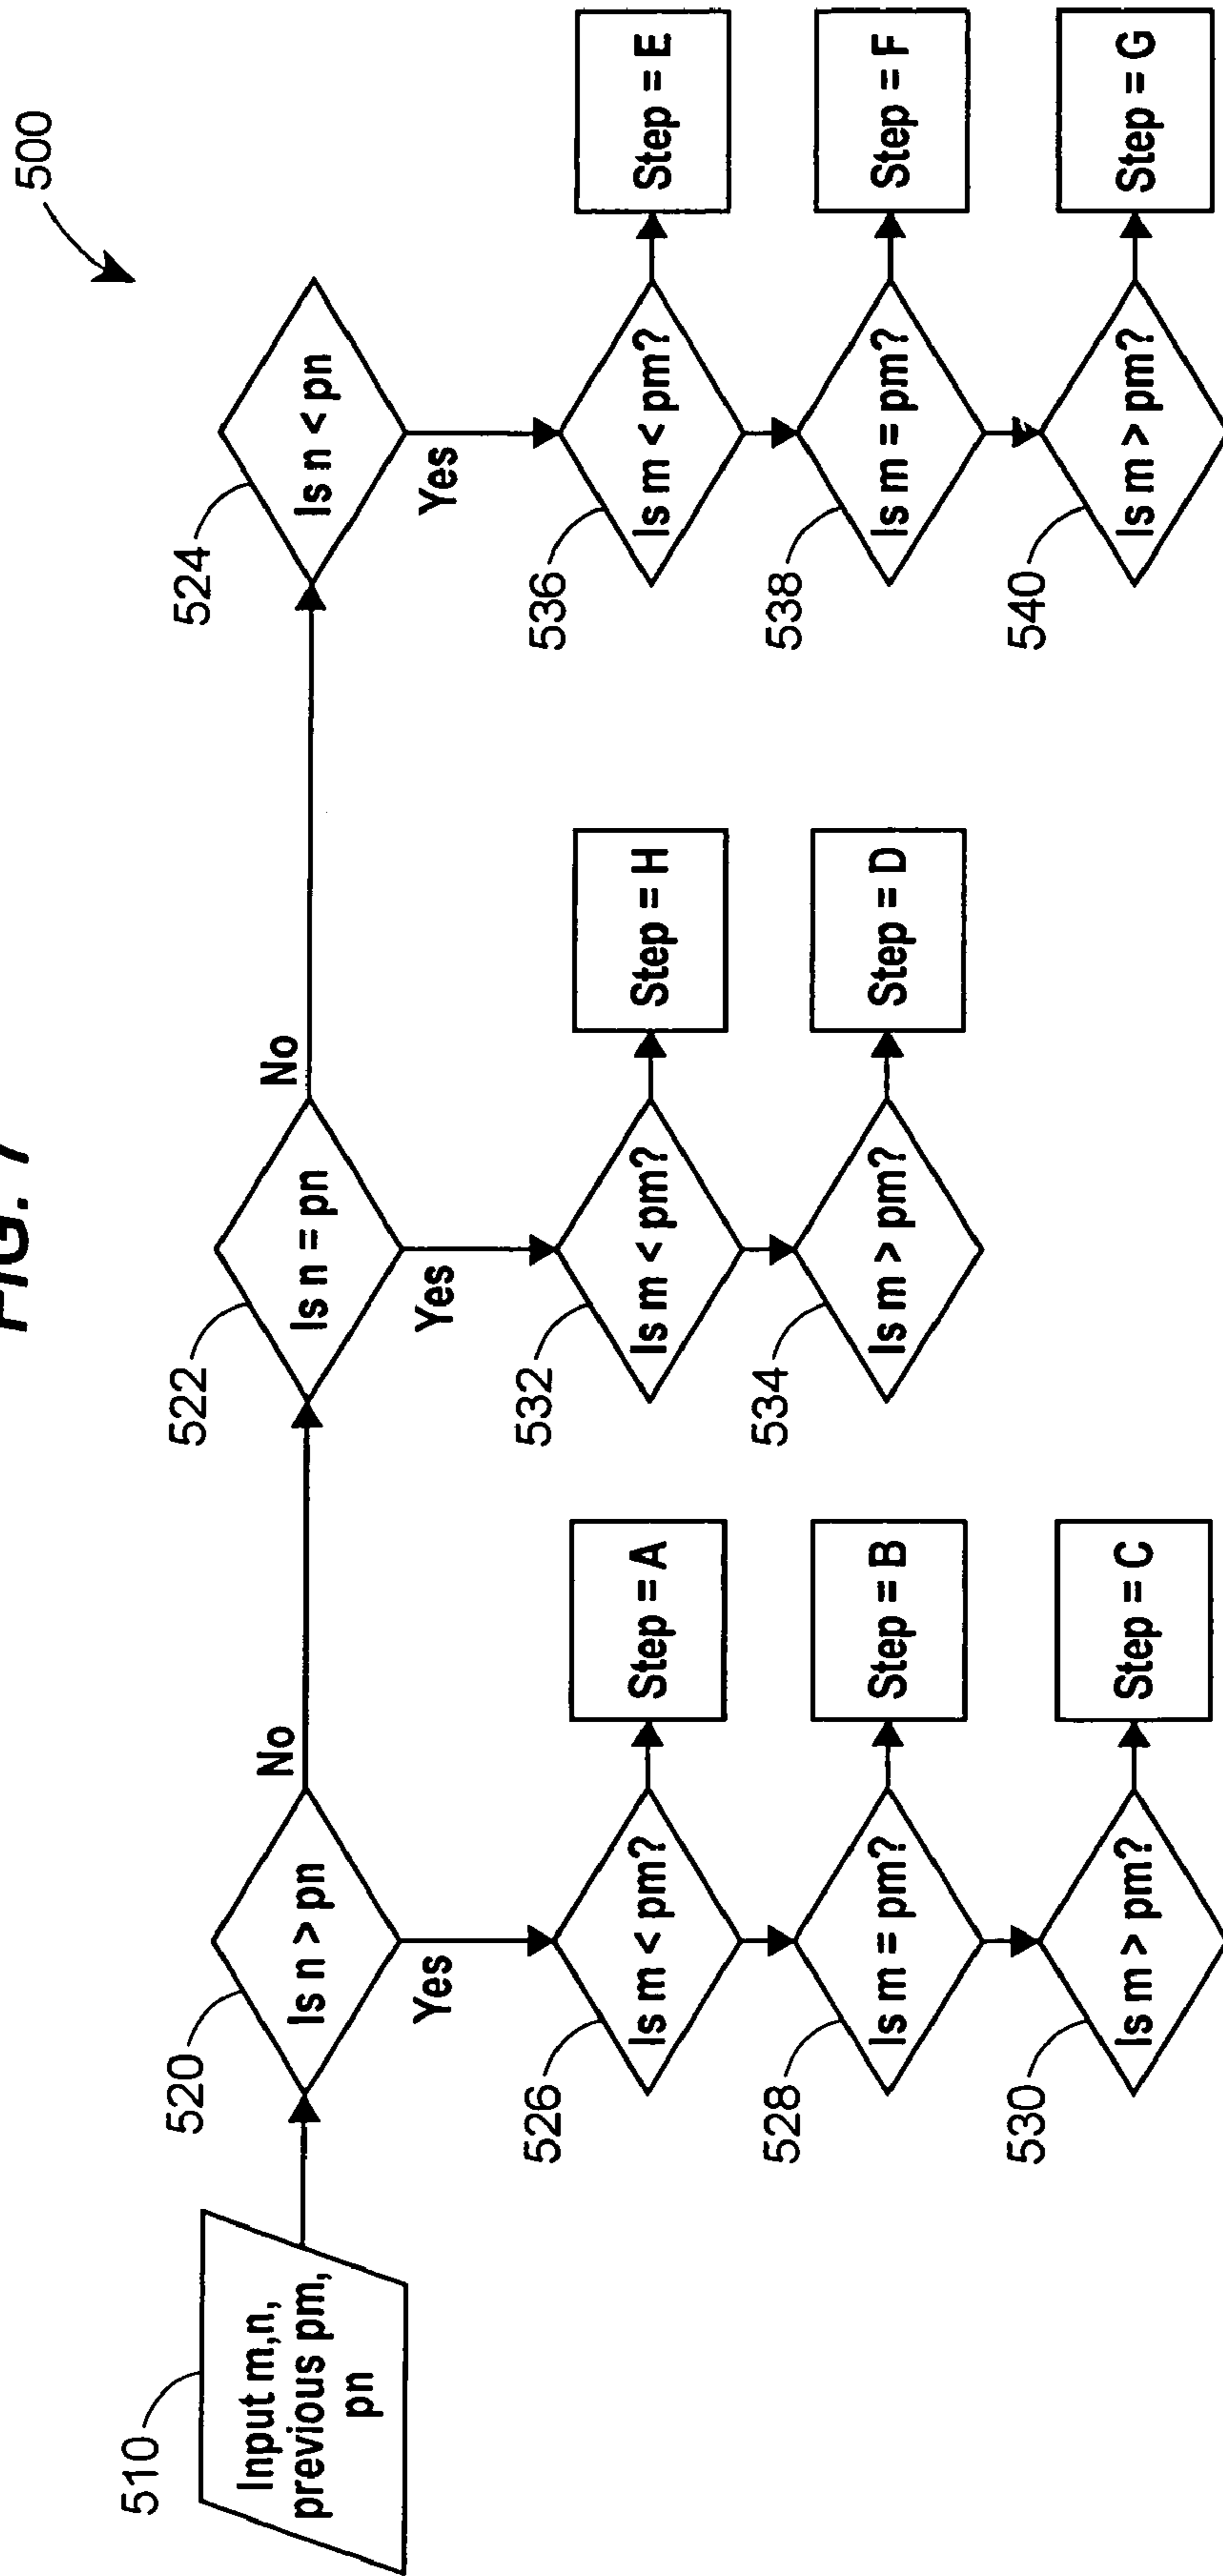 FIG. 7
500
510
Input m,n,
previous pm,
pn
520
Is n > pn
No
Yes
522
Is n = pn
No
Yes
524
Is n < pn
Yes
526
Is m < pm?
Step = A
528
Is m = pm?
Step = B
530
Is m > pm?
Step = C
532
Is m < pm?
Step = H
534
Is m > pm?
Step = D
536
Is m < pm?
Step = E
538
Is m = pm?
Step = F
540
Is m > pm?
Step = G